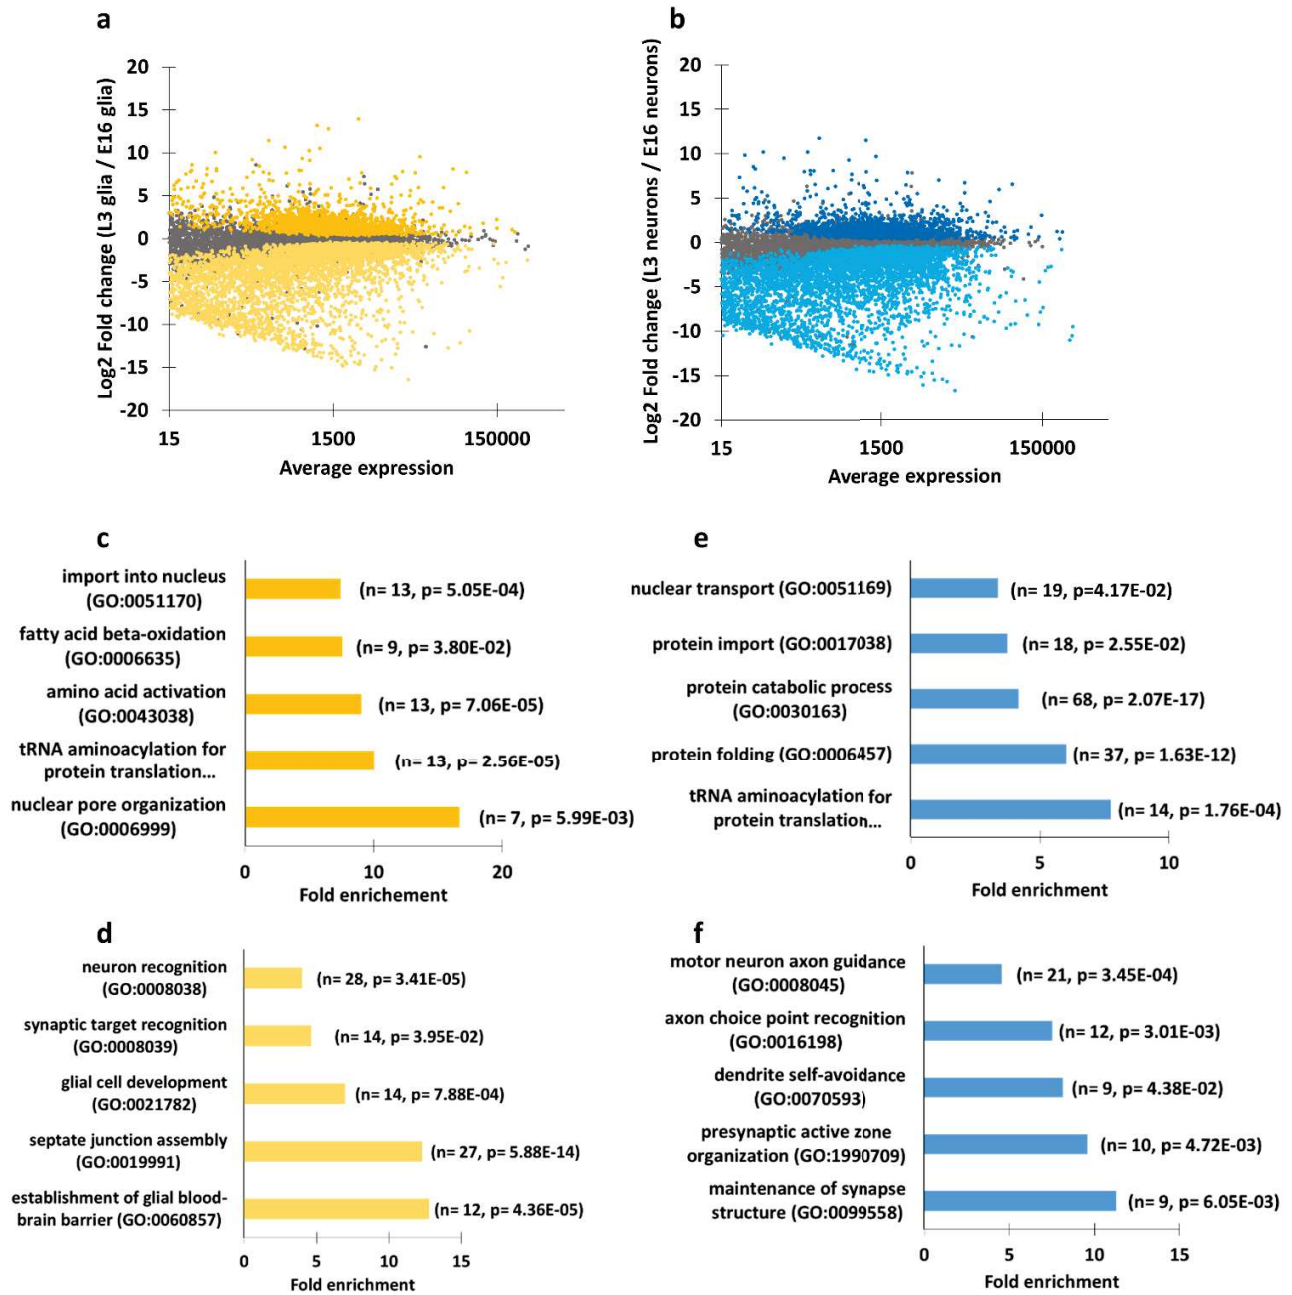 a
Log2 Fold change (L3 glia / E16 glia)
20
15
10
5
0
-5
-10
-15
-20
15
1500
150000
Average expression
b
Log2 Fold change (L3 neurons / E16 neurons)
20
15
10
5
0
-5
-10
-15
-20
15
1500
150000
Average expression
c
import into nucleus
(GO:0051170)
(n= 13, p= 5.05E-04)
fatty acid beta-oxidation
(GO:0006635)
(n= 9, p= 3.80E-02)
amino acid activation
(GO:0043038)
(n= 13, p= 7.06E-05)
tRNA aminoacylation for
protein translation...
(n= 13, p= 2.56E-05)
nuclear pore organization
(GO:0006999)
(n= 7, p= 5.99E-03)
0
10
20
Fold enrichement
e
nuclear transport (GO:0051169)
(n= 19, p=4.17E-02)
protein import (GO:0017038)
(n= 18, p= 2.55E-02)
protein catabolic process
(GO:0030163)
(n= 68, p= 2.07E-17)
protein folding (GO:0006457)
(n= 37, p= 1.63E-12)
tRNA aminoacylation for
protein translation...
(n= 14, p= 1.76E-04)
0
5
10
Fold enrichment
d
neuron recognition
(GO:0008038)
(n= 28, p= 3.41E-05)
synaptic target recognition
(GO:0008039)
(n= 14, p= 3.95E-02)
glial cell development
(GO:0021782)
(n= 14, p= 7.88E-04)
septate junction assembly
(GO:0019991)
(n= 27, p= 5.88E-14)
establishment of glial blood-
brain barrier (GO:0060857)
(n= 12, p= 4.36E-05)
0
5
10
15
Fold enrichment
f
motor neuron axon guidance
(GO:0008045)
(n= 21, p= 3.45E-04)
axon choice point recognition
(GO:0016198)
(n= 12, p= 3.01E-03)
dendrite self-avoidance
(GO:0070593)
(n= 9, p= 4.38E-02)
presynaptic active zone
organization (GO:1990709)
(n= 10, p= 4.72E-03)
maintenance of synapse
structure (GO:0099558)
(n= 9, p= 6.05E-03)
0
5
10
15
Fold enrichment